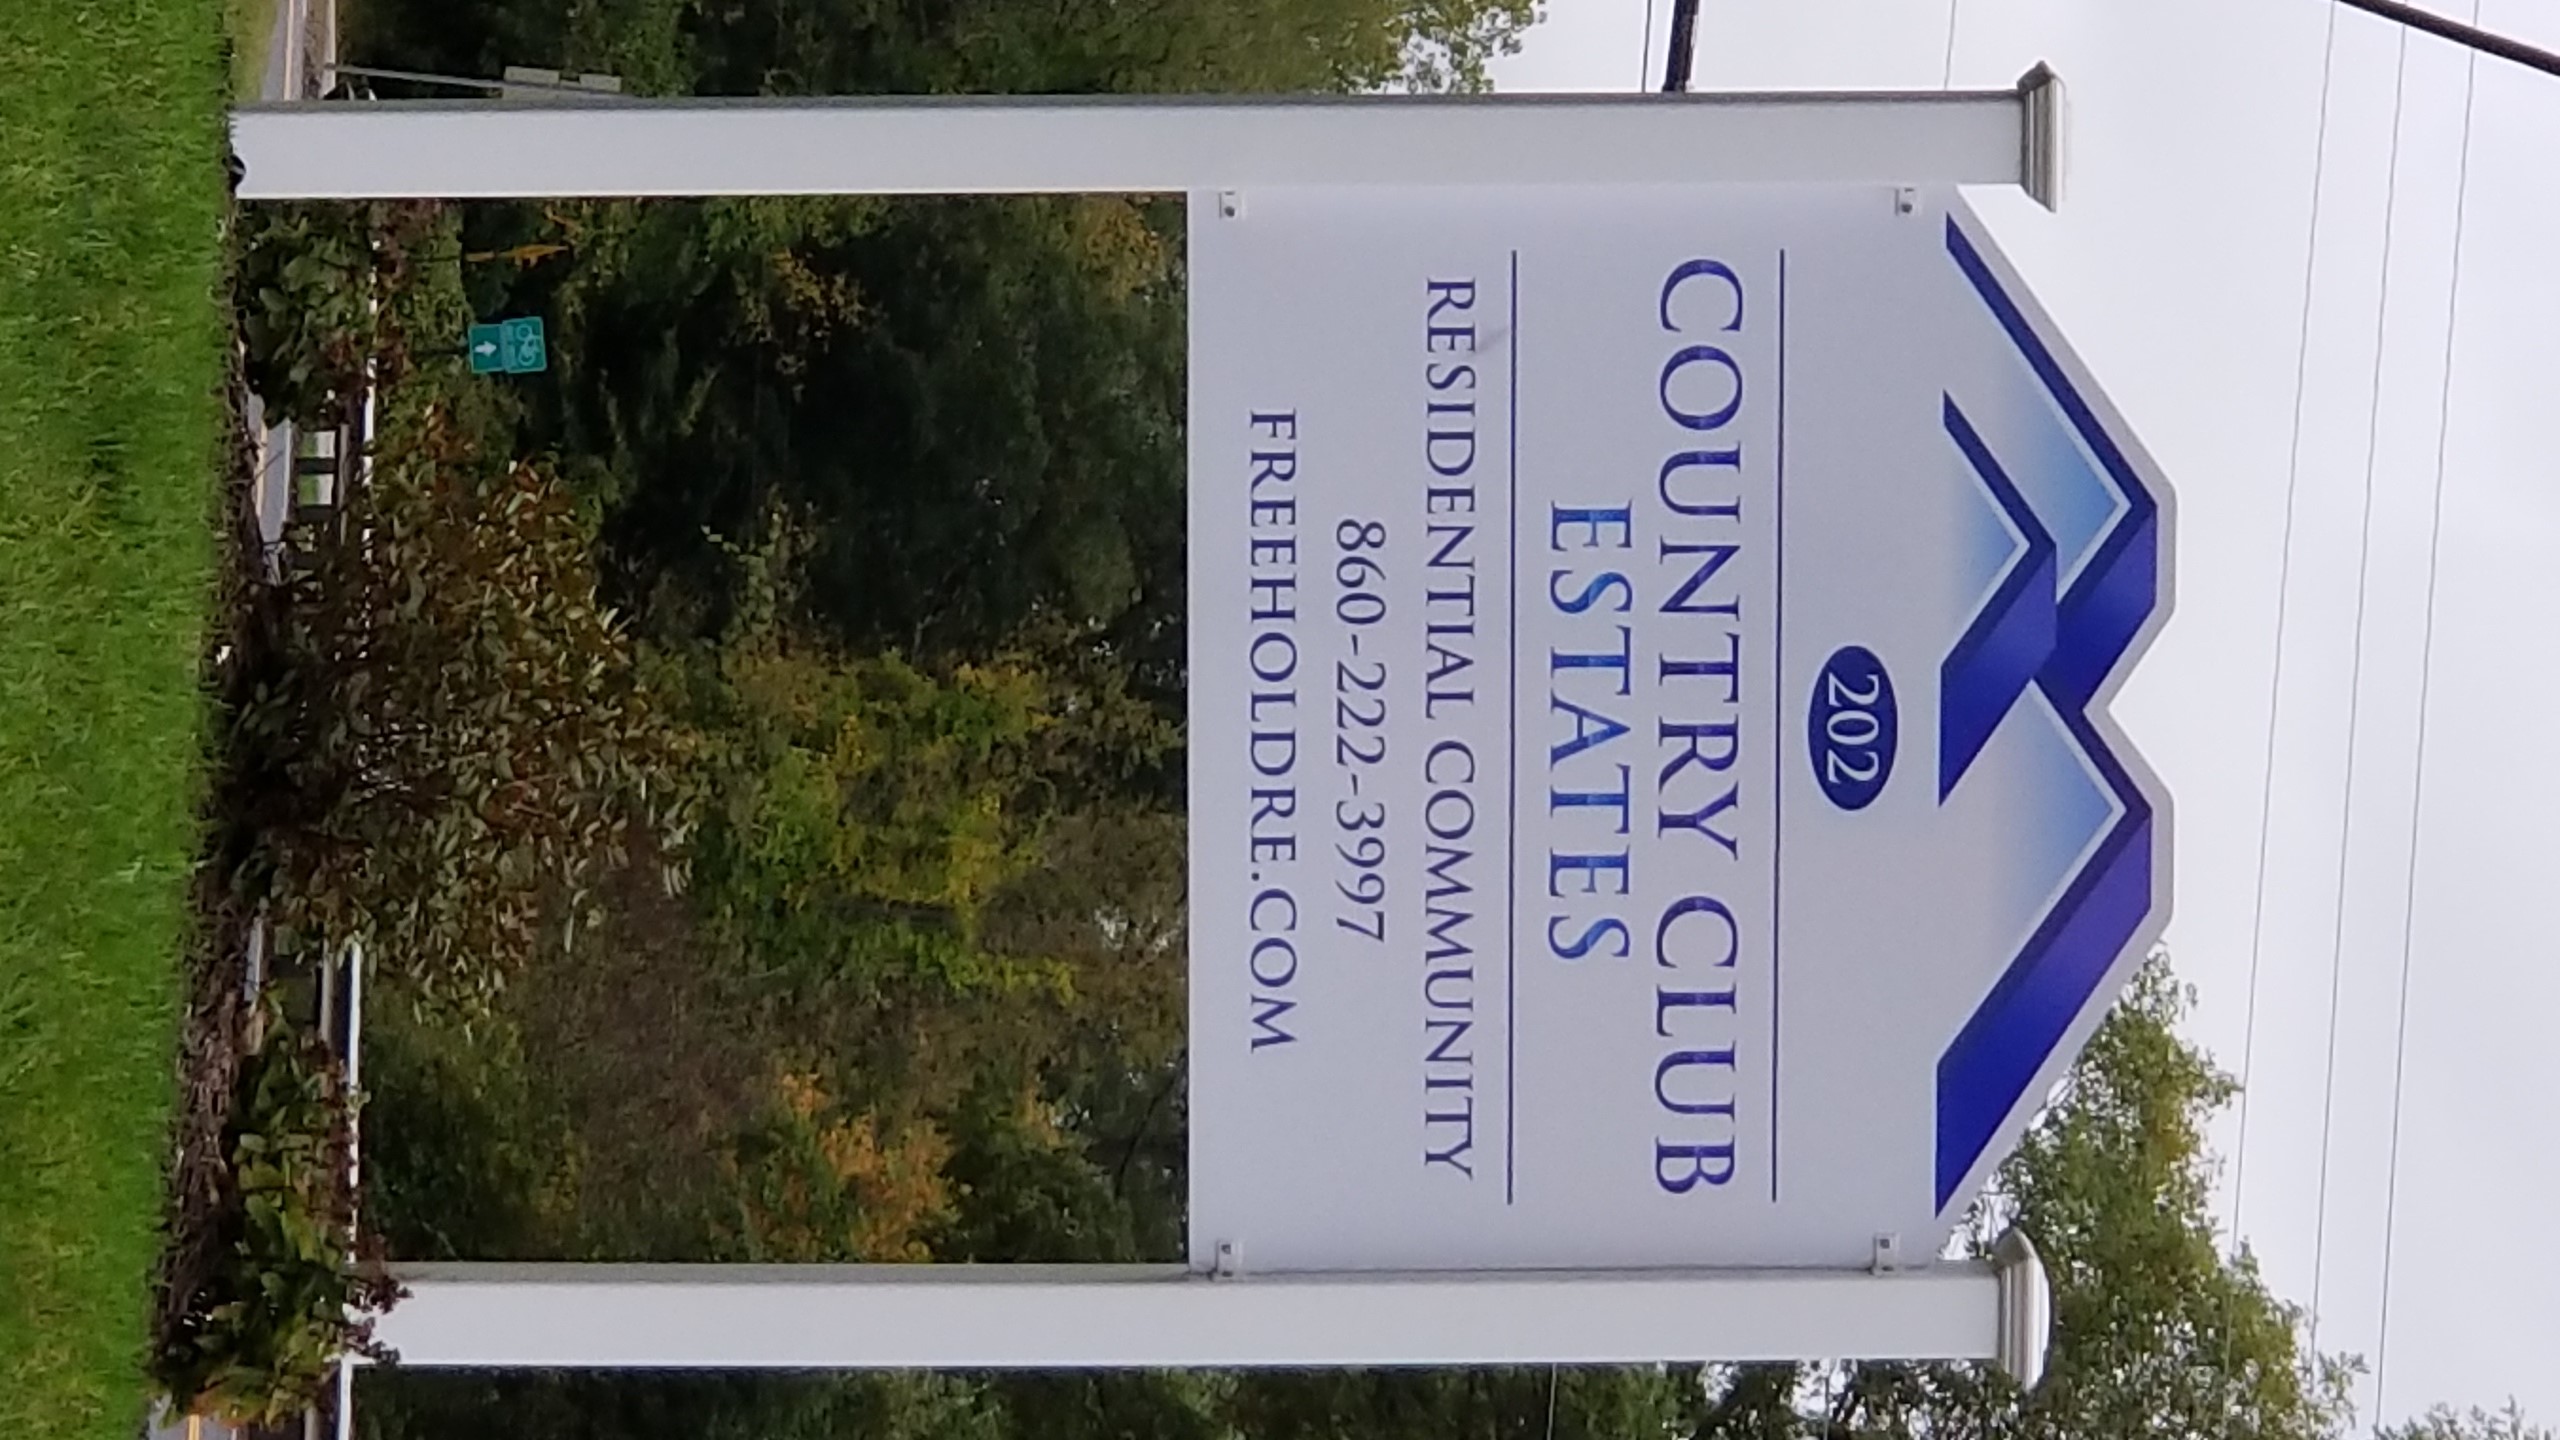 202
COUNTRY CLUB
ESTATES
RESIDENTIAL COMMUNITY
860-222-3997
FREEHOLDRE.COM